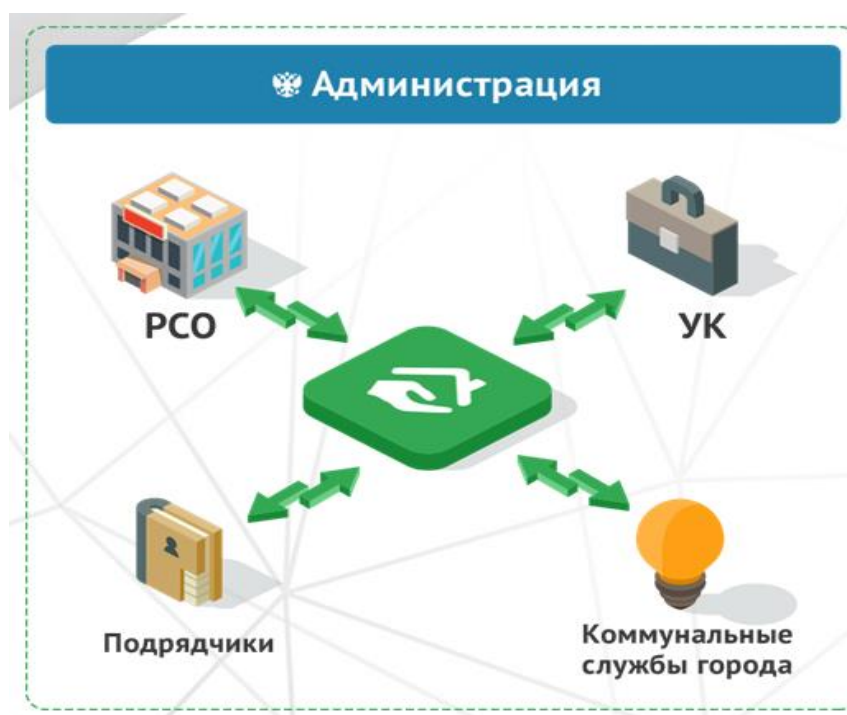 Администрация
РСО
УК
Подрядчики
Коммунальные
службы города